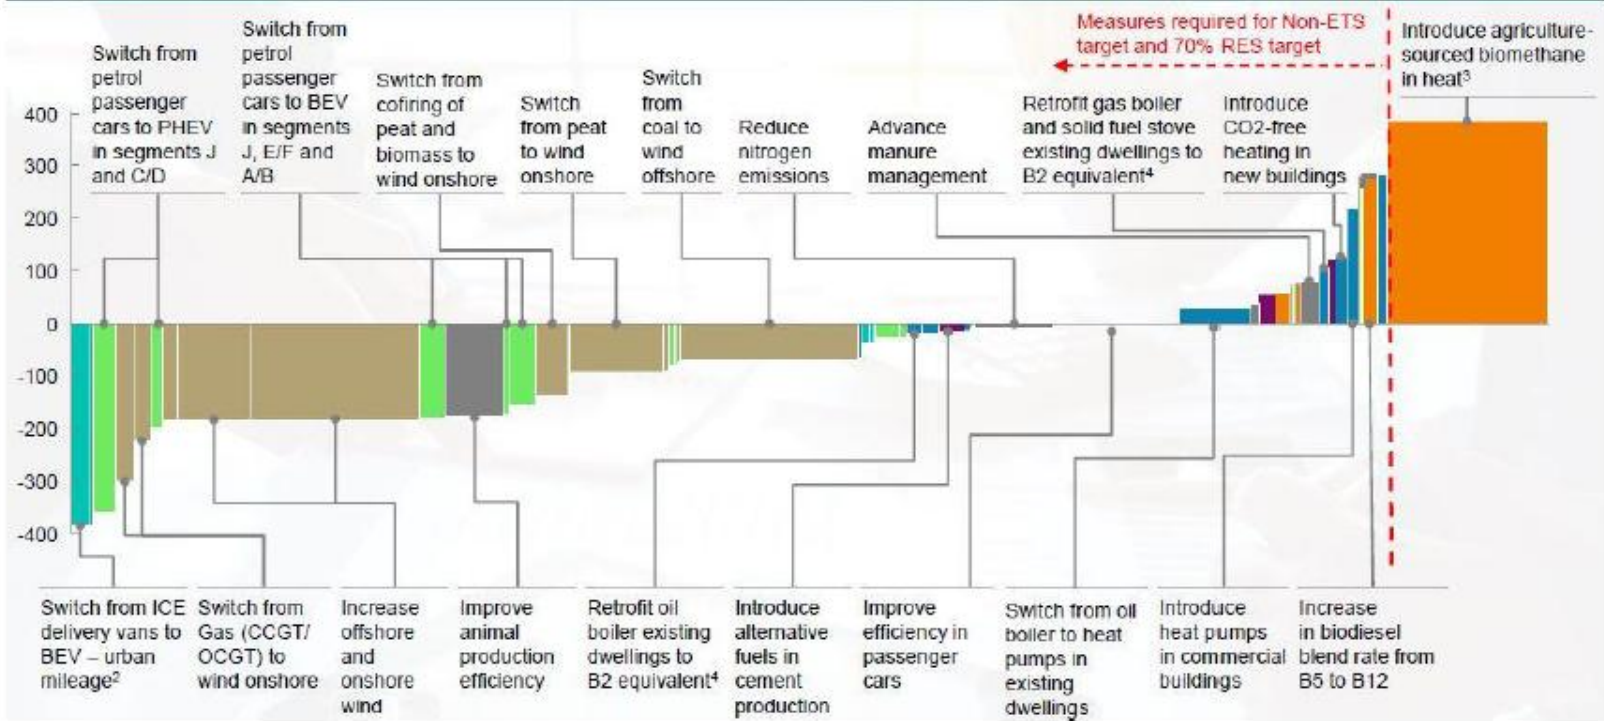 Switch from
petrol
passenger
cars to PHEV
in segments J
and C/D
Switch from
petrol
passenger
cars to BEV
in segments
J, E/F and
A/B
Switch from
cofiring of
peat and
biomass to
wind onshore
Switch
from peat
to wind
onshore
Switch
from
coal to
wind
offshore
Reduce
nitrogen
emissions
Advance
manure
management
Measures required for Non-ETS
target and 70% RES target
Retrofit gas boiler
and solid fuel stove
existing dwellings to
B2 equivalent4
Introduce
CO2-free
heating in
new buildings
Introduce agriculture-
sourced biomethane
in heat3
400
300
200
100
0
-100
-200
-300
-400
Switch from ICE
delivery vans to
BEV – urban
mileage2
Switch from
Gas (CCGT/
OCGT) to
wind onshore
Increase
offshore
and
onshore
wind
Improve
animal
production
efficiency
Retrofit oil
boiler existing
dwellings to
B2 equivalent4
Introduce
alternative
fuels in
cement
production
Improve
efficiency in
passenger
cars
Switch from oil
boiler to heat
pumps in
existing
dwellings
Introduce
heat pumps
in commercial
buildings
Increase
in biodiesel
blend rate from
B5 to B12